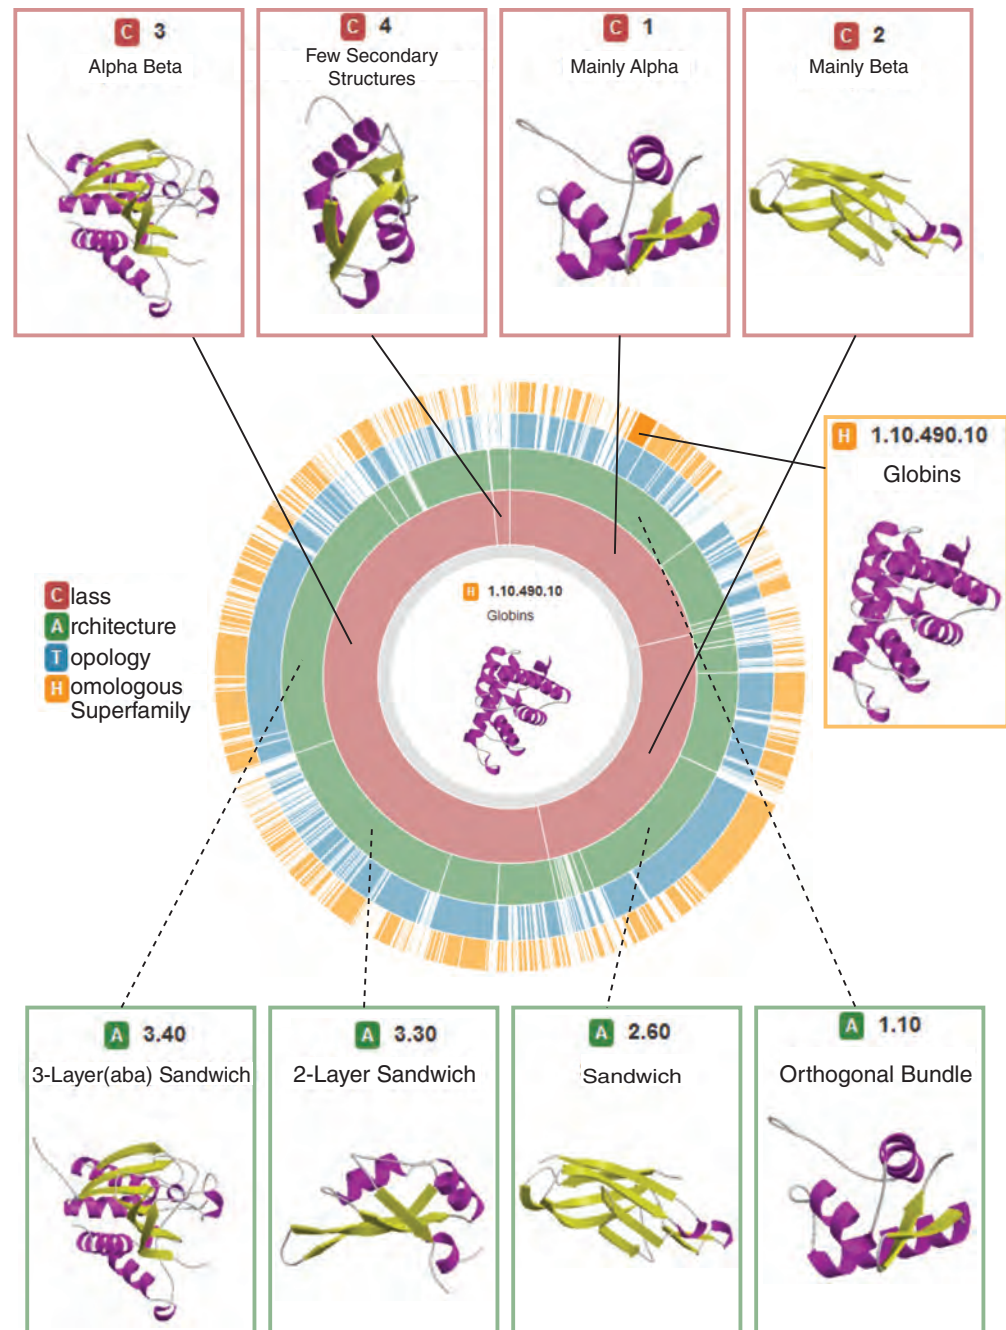 C 3
Alpha Beta
C 4
Few Secondary
Structures
C 1
Mainly Alpha
C 2
Mainly Beta
H 1.10.490.10
Globins
H 1.10.490.10
Globins
C lass
A rchitecture
T opology
H omologous
Superfamily
A 3.40
3-Layer(aba) Sandwich
A 3.30
2-Layer Sandwich
A 2.60
Sandwich
A 1.10
Orthogonal Bundle